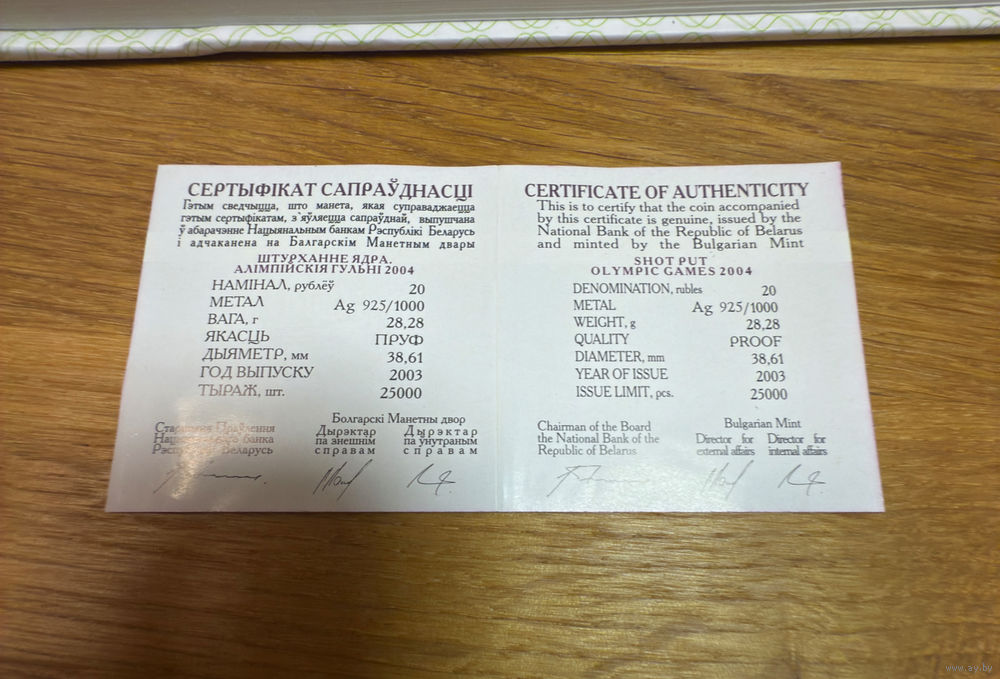 СЕРТЫФІКАТ САПРАЎДНАСЦІ
Гэтым сведчыцца, што манета, якая суправаджаецца
гэтым сертыфікатам, з`яўляецца сапраўднай, выпушчана
ў абарачэнне Нацыянальным банкам Рэспублікі Беларусь
і адчаканена на Балгарскім Манетным двары
ШТУРХАННЕ ЯДРА.
АЛІМПІЙСКІЯ ГУЛЬНІ 2004
НАМІНАЛ, рублёў 20
МЕТАЛ Ag 925/1000
ВАГА, г 28,28
ЯКАСЦЬ ПРУФ
ДЫЯМЕТР, мм 38,61
ГОД ВЫПУСКУ 2003
ТЫРАЖ, шт. 25000
Старшыня Праўлення
Нацыянальнага банка
Рэспублікі Беларусь
Болгарскі Манетны двор
Дырэктар
па знешнім
справам
Дырэктар
па ўнутраным
справам
CERTIFICATE OF AUTHENTICITY
This is to certify that the coin accompanied
by this certificate is genuine, issued by the
National Bank of the Republic of Belarus
and minted by the Bulgarian Mint
SHOT PUT
OLYMPIC GAMES 2004
DENOMINATION, rubles 20
METAL Ag 925/1000
WEIGHT, g 28,28
QUALITY PROOF
DIAMETER, mm 38,61
YEAR OF ISSUE 2003
ISSUE LIMIT, pcs. 25000
Chairman of the Board
the National Bank of the
Republic of Belarus
Bulgarian Mint
Director for
external affairs
Director for
internal affairs
www.ay.by